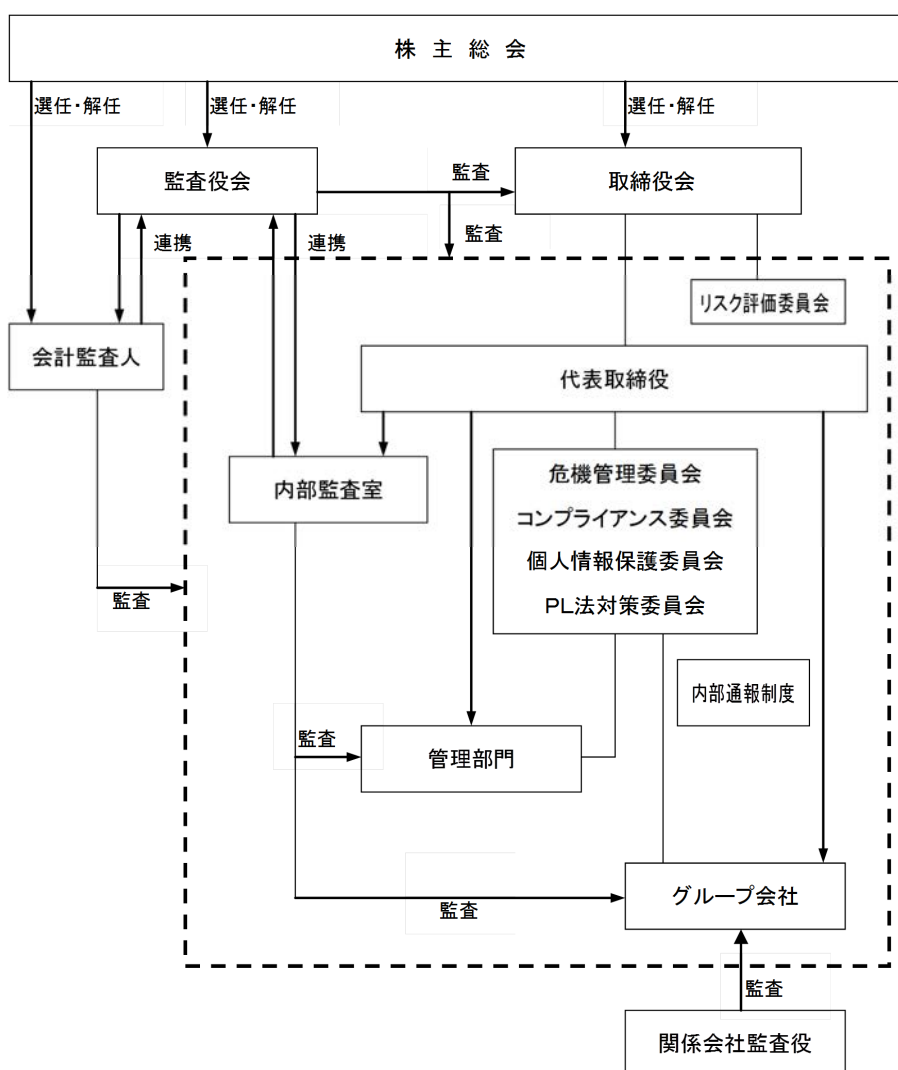 株主総会
選任・解任
選任・解任
選任・解任
監査役会
監査
取締役会
連携
連携
監査
リスク評価委員会
会計監査人
代表取締役
内部監査室
危機管理委員会
コンプライアンス委員会
個人情報保護委員会
PL法対策委員会
監査
内部通報制度
監査
管理部門
グループ会社
監査
監査
関係会社監査役